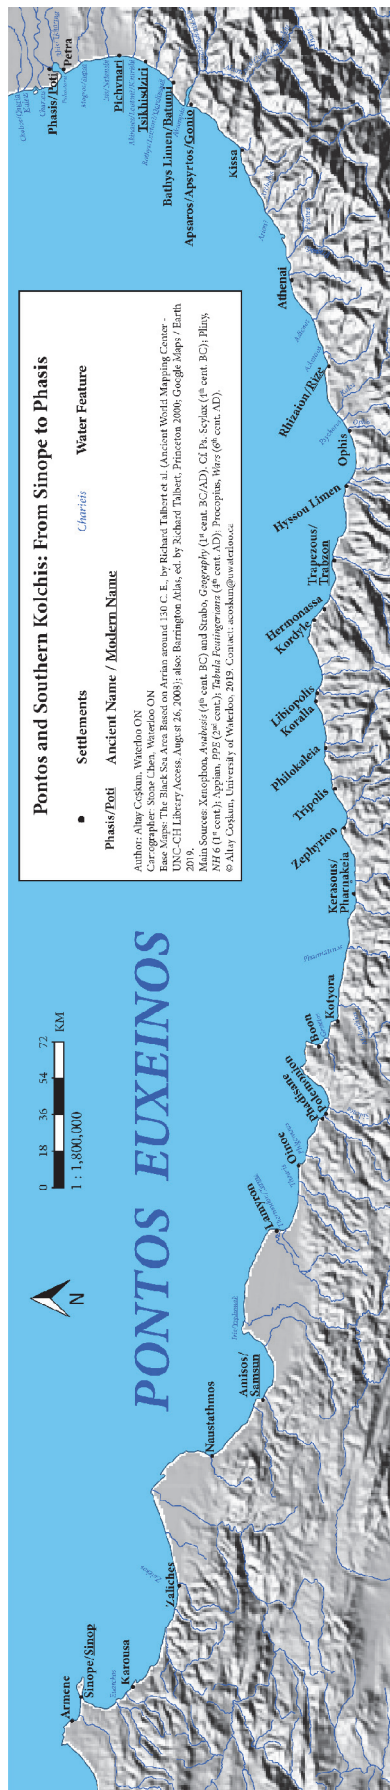 Pontos and Southern Kolchis: From Sinope to Phasis
Settlements
Charieis
Water Feature
Phasis/Poti
Ancient Name / Modern Name
Author: Altay Coşkun, Waterloo ON
Cartographer: Stone Chen, Waterloo ON
Base Maps: The Black Sea Area Based on Arrian around 130 C. E., by Richard Talbert et al. (Ancient World Mapping Center -
UNC-CH Library Access. August 26, 2008); also: Barrington Atlas, ed. by Richard Talbert, Princeton 2000; Google Maps / Earth
2019.
Main Sources: Xenophon, Anabasis (4th cent. BC) and Strabo, Geography (1st cent. BC/AD). Cf. Ps. Scylax (4th cent. BC); Pliny,
NH 6 (1st cent.); Appian, PPE (2nd cent.); Tabula Peutingeriana (4th cent. AD); Procopius, Wars (6th cent. AD).
© Altay Coşkun, University of Waterloo, 2019. Contact: acoskun@uwaterloo.ca
N
0 18 36 54 72
KM
1 : 1,800,000
PONTOS EUXEINOS
Armene
Sinope/Sinop
Karousa
Zaliches
Naustathmos
Amisos/
Samsun
Lanyron
Onoe
Phadisane
Polemonion
Boon
Kotyora
Kerasous/
Pharnakeia
Zephyrion
Tripolis
Philokaleia
Koralla
Libiopolis
Kordyle
Hermonassa
Trapezous/
Trabzon
Hyssou Limen
Ophis
Rhizaion/Rize
Athenai
Kissa
Apsaros/Apsyrtos/Gonio
Bathys Limen/Batumi
Tsikhisdziri
Pichvnari
Petra
Phasis/Poti